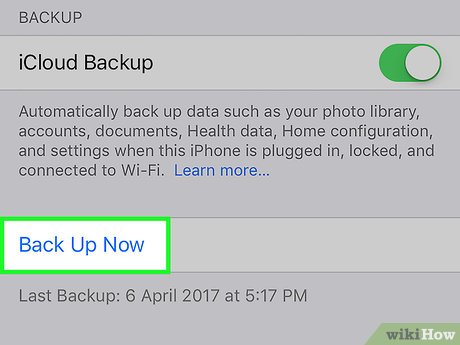 BACKUP
iCloud Backup
Automatically back up data such as your photo library,
accounts, documents, Health data, Home configuration,
and settings when this iPhone is plugged in, locked, and
connected to Wi-Fi. Learn more...
Back Up Now
Last Backup: 6 April 2017 at 5:17 PM
wikiHow